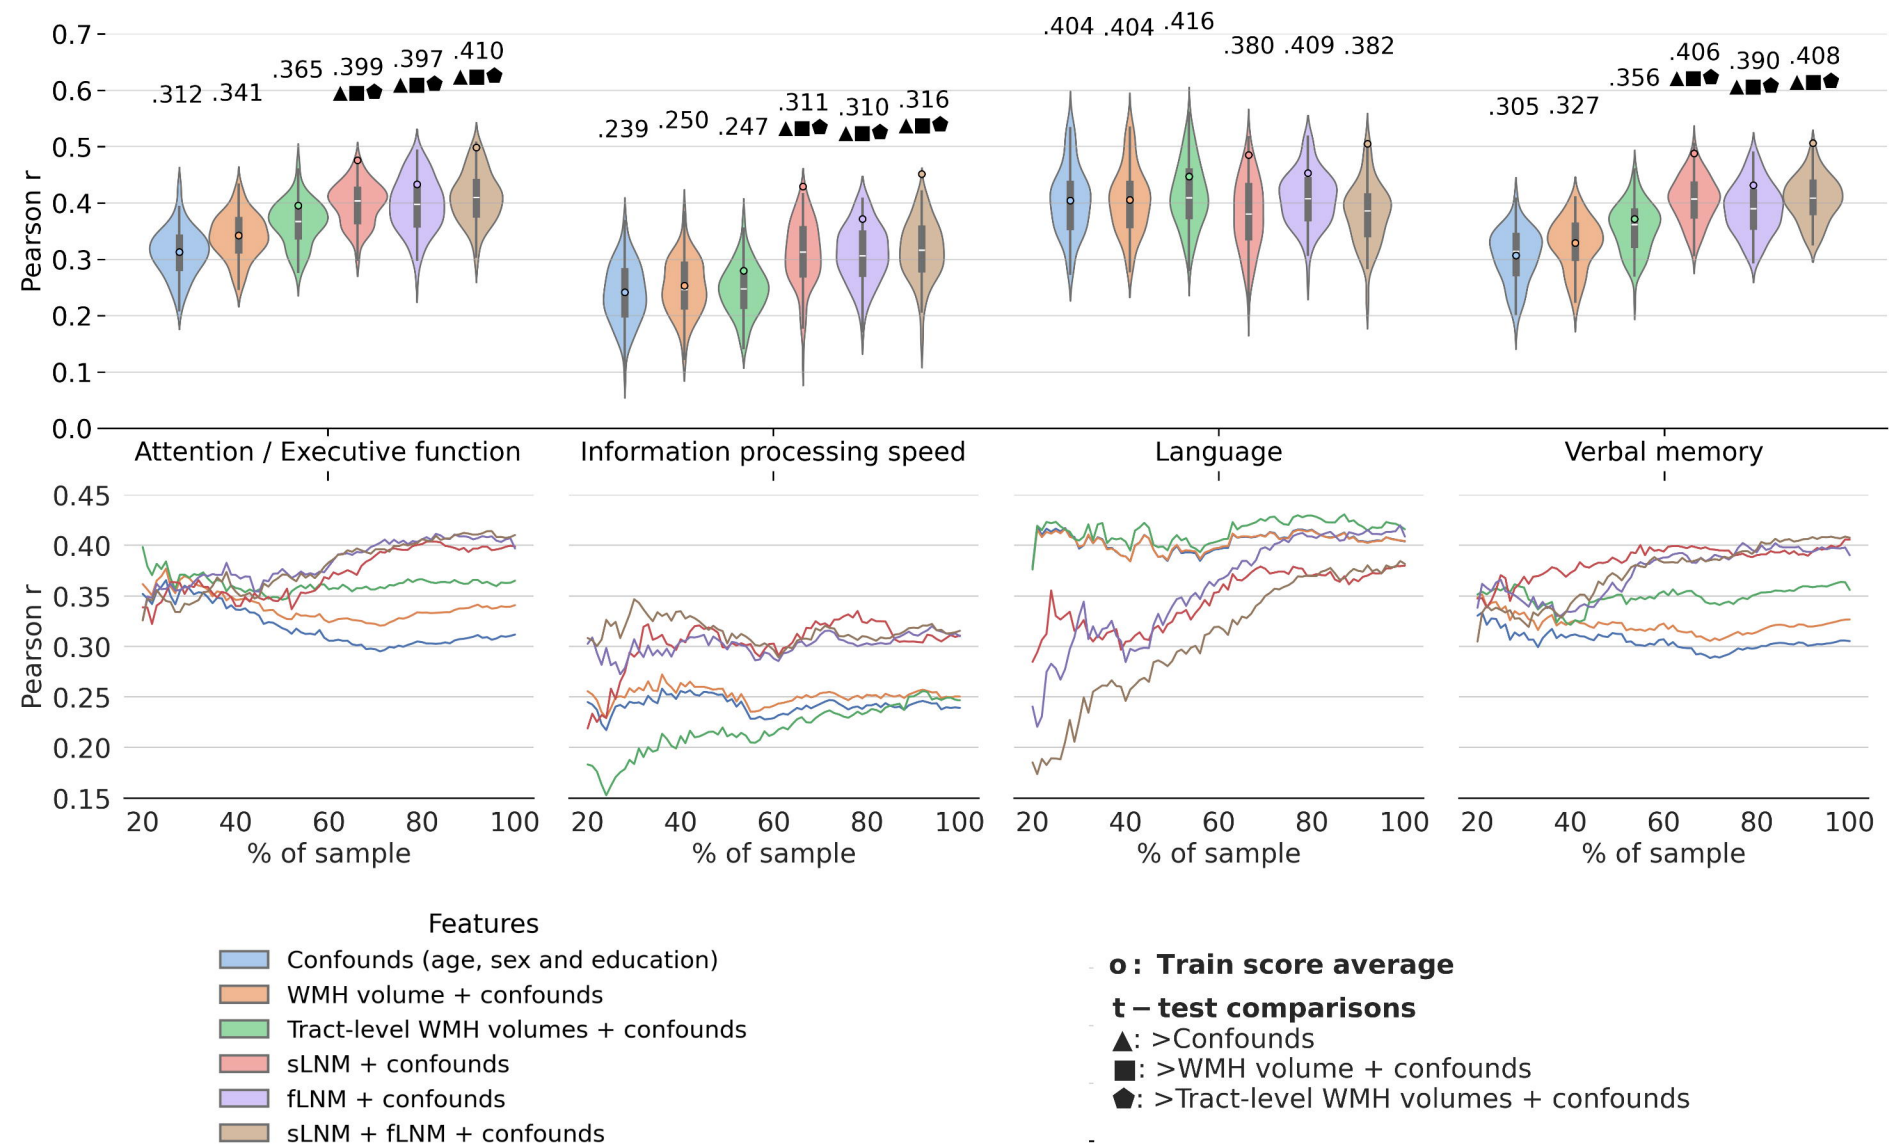 Pearson r
0.7
0.6
0.5
0.4
0.3
0.2
0.1
0.0
.312 .341 .365 .399 .397 .410
▲■⬟ ▲■⬟ ▲■⬟
.239 .250 .247 .311 .310 .316
▲■⬟ ▲■⬟ ▲■⬟
.404 .404 .416 .380 .409 .382
.305 .327 .356 .406 .390 .408
▲■⬟ ▲■⬟ ▲■⬟
Attention / Executive function
Information processing speed
Language
Verbal memory
Pearson r
0.45
0.40
0.35
0.30
0.25
0.20
0.15
20 40 60 80 100
% of sample
20 40 60 80 100
% of sample
20 40 60 80 100
% of sample
20 40 60 80 100
% of sample
Features
Confounds (age, sex and education)
WMH volume + confounds
Tract-level WMH volumes + confounds
sLNM + confounds
fLNM + confounds
sLNM + fLNM + confounds
o: Train score average
t − test comparisons
▲: >Confounds
■: >WMH volume + confounds
⬟: >Tract-level WMH volumes + confounds